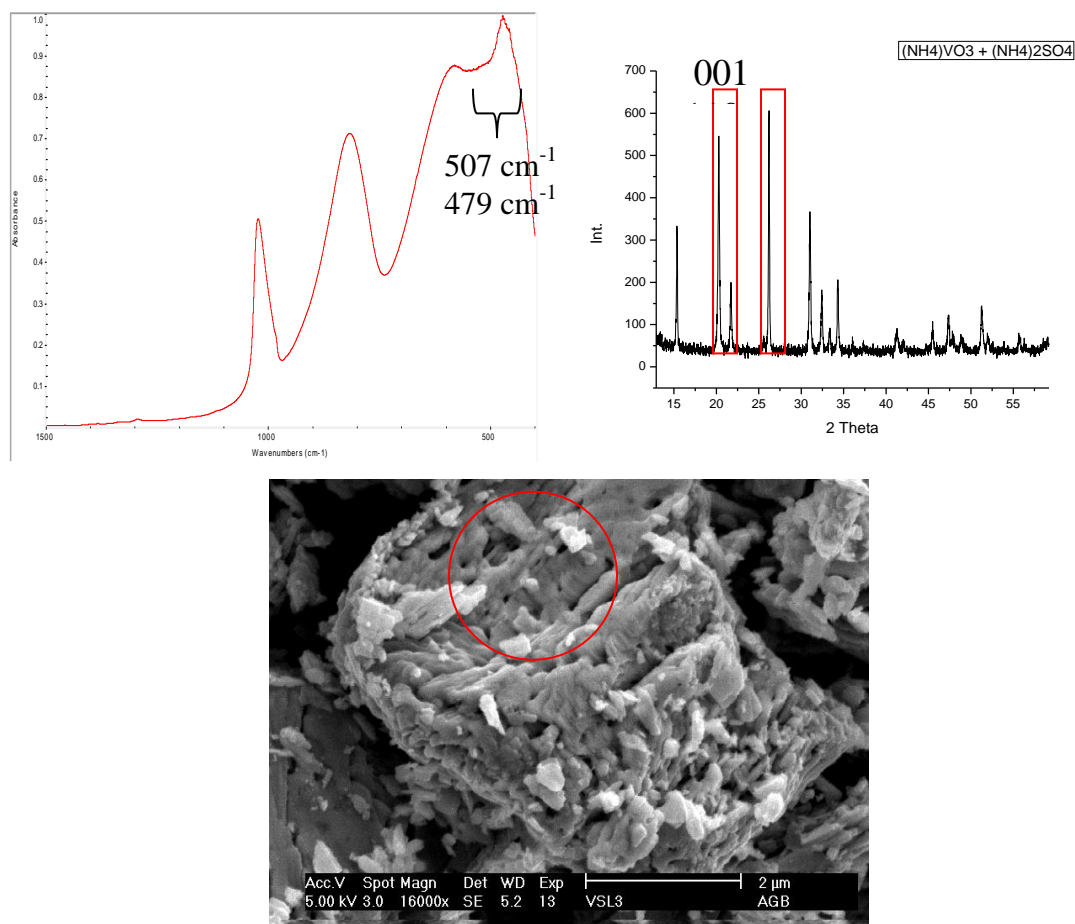 1.0
0.9
0.8
0.7
0.6
0.5
0.4
0.3
0.2
0.1
Absorbance
1500
1000
500
Wavenumbers (cm-1)
507 cm-1
479 cm-1
(NH4)VO3 + (NH4)2SO4
001
700
600
500
400
300
200
100
0
Int.
15 20 25 30 35 40 45 50 55
2 Theta
Acc.V Spot Magn Det WD Exp 2 µm
5.00 kV 3.0 16000x SE 5.2 13 VSL3 AGB